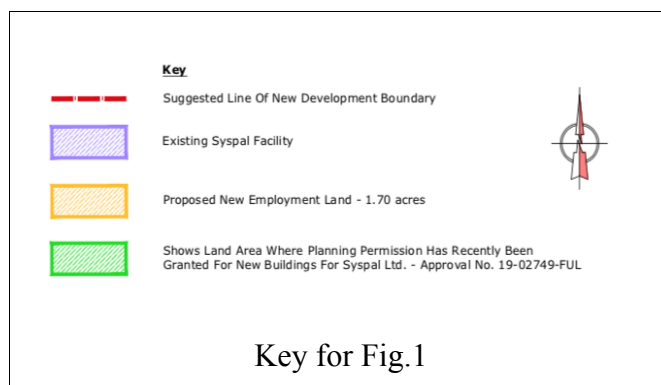 Key
Suggested Line Of New Development Boundary
Existing Syspal Facility
Proposed New Employment Land - 1.70 acres
Shows Land Area Where Planning Permission Has Recently Been
Granted For New Buildings For Syspal Ltd. - Approval No. 19-02749-FUL
Key for Fig.1